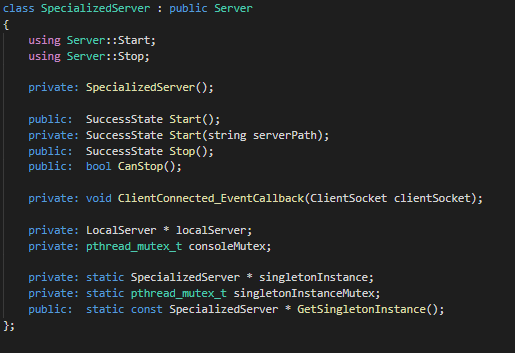 class SpecializedServer : public Server
{
using Server::Start;
using Server::Stop;
private: SpecializedServer();
public:  SuccessState Start();
private: SuccessState Start(string serverPath);
public:  SuccessState Stop();
public:  bool CanStop();
private: void ClientConnected_EventCallback(ClientSocket clientSocket);
private: LocalServer * localServer;
private: pthread_mutex_t consoleMutex;
private: static SpecializedServer * singletonInstance;
private: static pthread_mutex_t singletonInstanceMutex;
public:  static const SpecializedServer * GetSingletonInstance();
};